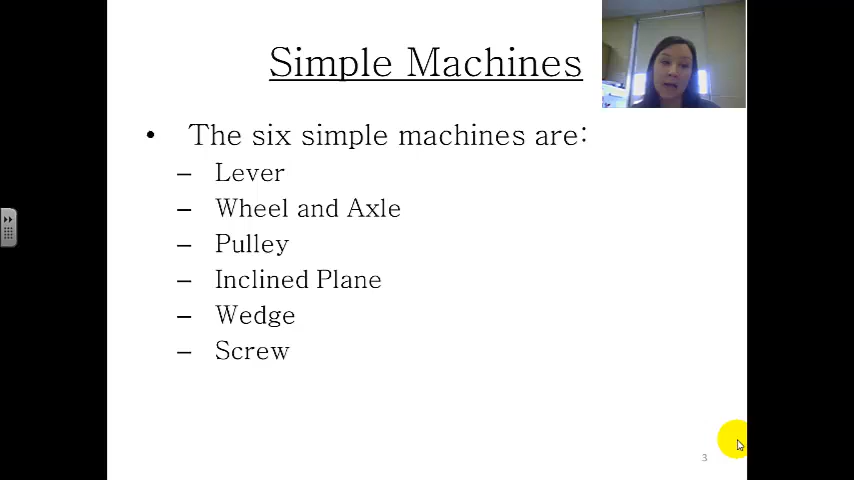 Simple Machines
• The six simple machines are:
– Lever
– Wheel and Axle
– Pulley
– Inclined Plane
– Wedge
– Screw
3